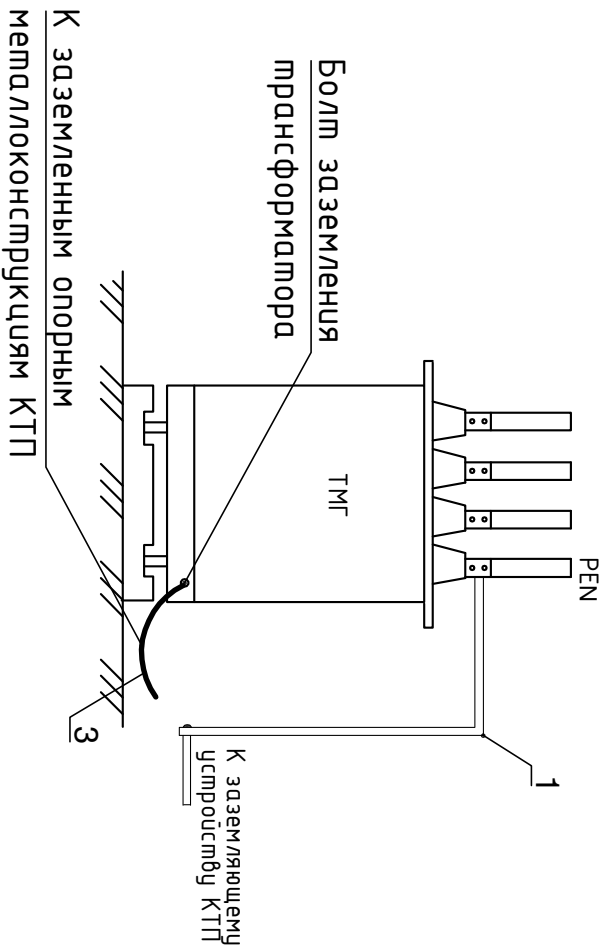 PEN
1
Болт заземления
трансформатора
ТМГ
К заземляющему
устройству КТП
3
К заземленным опорным
металлоконструкциям КТП